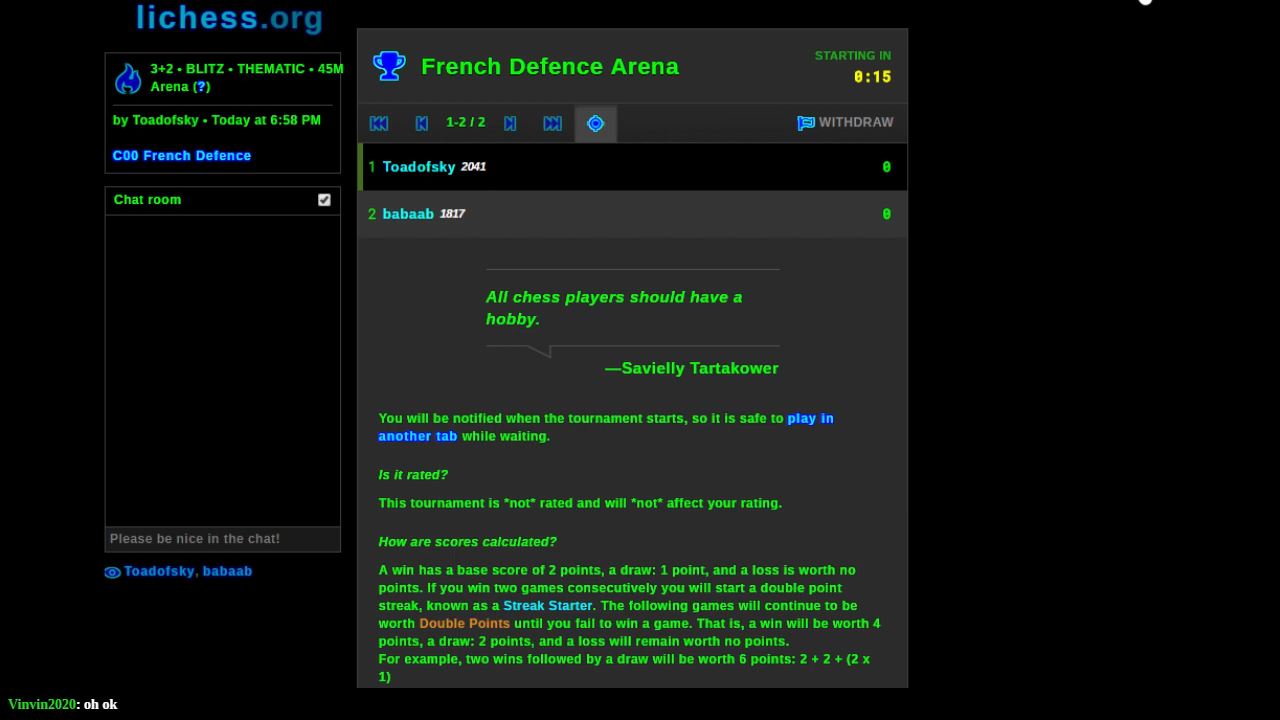 lichess.org
3+2 • BLITZ • THEMATIC • 45M
Arena (?)
by Toadofsky • Today at 6:58 PM
C00 French Defence
Chat room
Please be nice in the chat!
Toadofsky, babaab
French Defence Arena
STARTING IN
0:15
1-2 / 2
WITHDRAW
1 Toadofsky 2041 0
2 babaab 1817 0
All chess players should have a
hobby.
—Savielly Tartakower
You will be notified when the tournament starts, so it is safe to play in
another tab while waiting.
Is it rated?
This tournament is *not* rated and will *not* affect your rating.
How are scores calculated?
A win has a base score of 2 points, a draw: 1 point, and a loss is worth no
points. If you win two games consecutively you will start a double point
streak, known as a Streak Starter. The following games will continue to be
worth Double Points until you fail to win a game. That is, a win will be worth 4
points, a draw: 2 points, and a loss will remain worth no points.
For example, two wins followed by a draw will be worth 6 points: 2 + 2 + (2 x
1)
Vinvin2020: oh ok